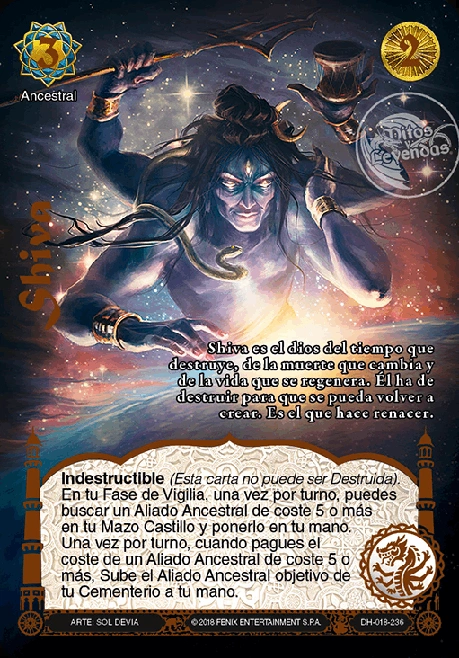 3
2
Ancestral
Mitos
Leyendas
Shiva
Shiva es el dios del tiempo que
destruye, de la muerte que cambia y
de la vida que se regenera. Él ha de
destruir para que se pueda volver a
crear. Es el que hace renacer.
Indestructible (Esta carta no puede ser Destruida).
En tu Fase de Vigilia, una vez por turno, puedes
buscar un Aliado Ancestral de coste 5 o más
en tu Mazo Castillo y ponerlo en tu mano.
Una vez por turno, cuando pagues el
coste de un Aliado Ancestral de coste 5 o
más, Sube el Aliado Ancestral objetivo de
tu Cementerio a tu mano.
ARTE: SOL DEVIA
©2018 FENIX ENTERTAINMENT S.P.A.
DH-018-236